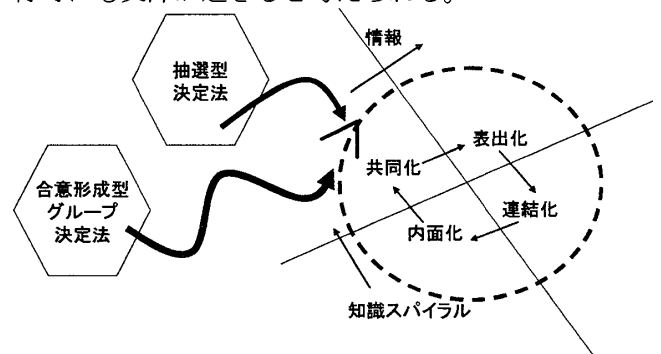 情報
抽選型
決定法
表出化
共同化
合意形成型
グループ
決定法
連結化
内面化
知識スパイラル